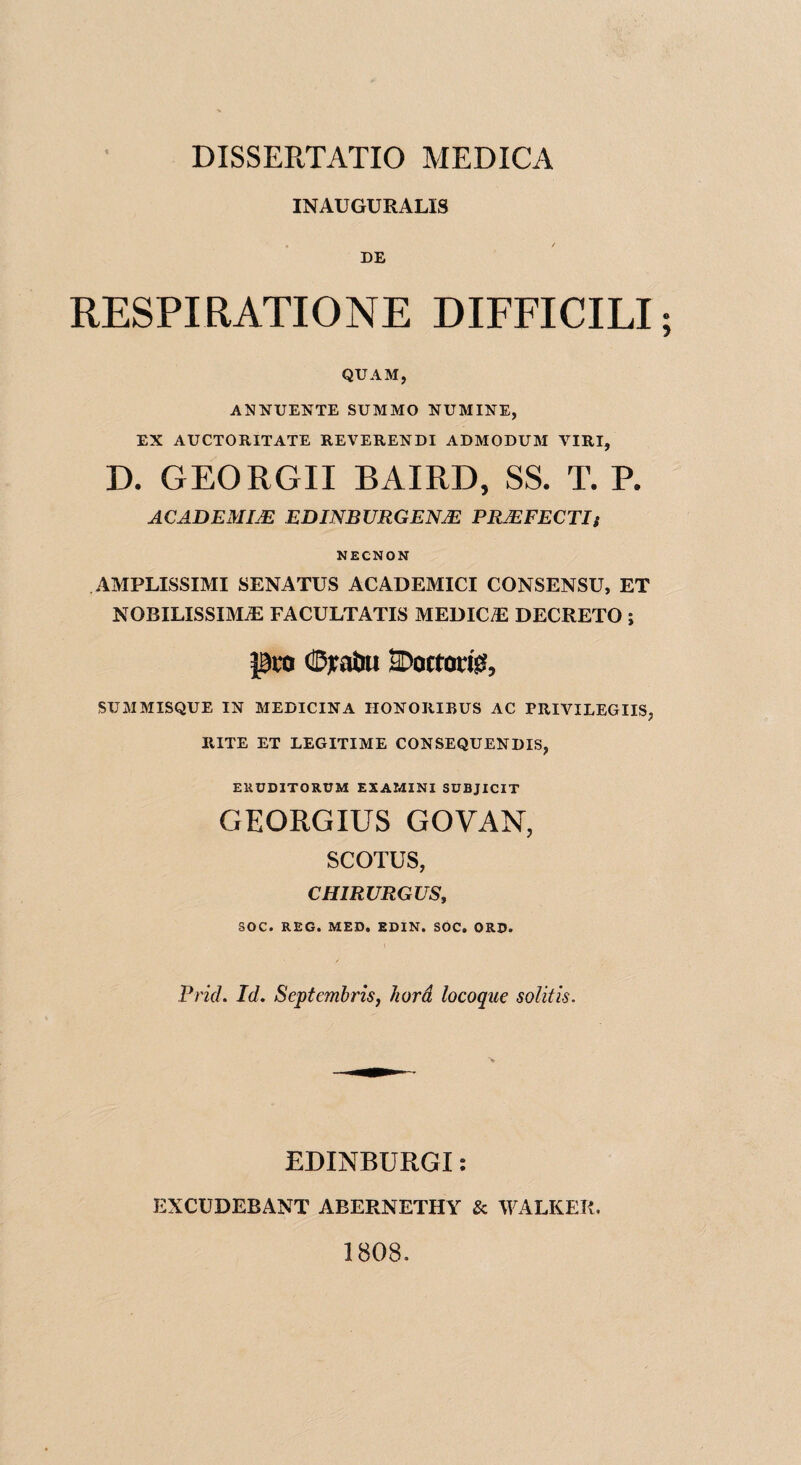 DISSERTATIO MEDICA
INAUGURALIS
DE
RESPIRATIONE DIFFICILI;
QUAM,
ANNUENTE SUMMO NUMINE,
EX AUCTORITATE REVERENDI ADMODUM VIRI,
D. GEORGII BAIRD, SS. T. P.
ACADEMIÆ EDINBURGENÆ PRÆFECTI;
NECNON
AMPLISSIMI SENATUS ACADEMICI CONSENSU, ET
NOBILISSIMÆ FACULTATIS MEDICÆ DECRETO;
Pro Gradu Doctoris,
SUMMISQUE IN MEDICINA HONORIBUS AC PRIVILEGIIS,
RITE ET LEGITIME CONSEQUENDIS,
ERUDITORUM EXAMINI SUBJICIT
GEORGIUS GOVAN,
SCOTUS,
CHIRURGUS,
SOC. REG. MED. EDIN. SOC. ORD.
Prid. Id. Septembris, horâ locoque solitis.
EDINBURGI:
EXCUDEBANT ABERNETHY & WALKER.
1808.